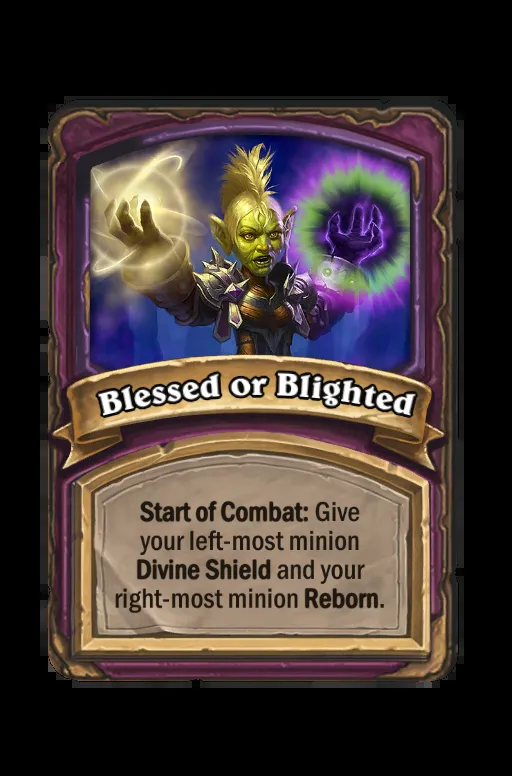 Blessed or Blighted
Start of Combat: Give
your left-most minion
Divine Shield and your
right-most minion Reborn.